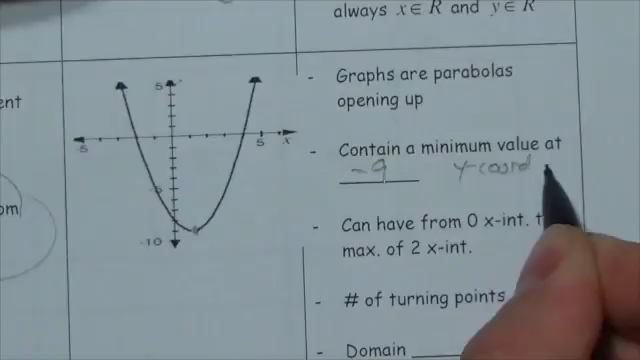 always x ∈ R and y ∈ R
ent
om
5
-5
5
x
-5
-10
- Graphs are parabolas
opening up
- Contain a minimum value at
-9 y-coord
- Can have from 0 x-int. t
max. of 2 x-int.
- # of turning points
- Domain